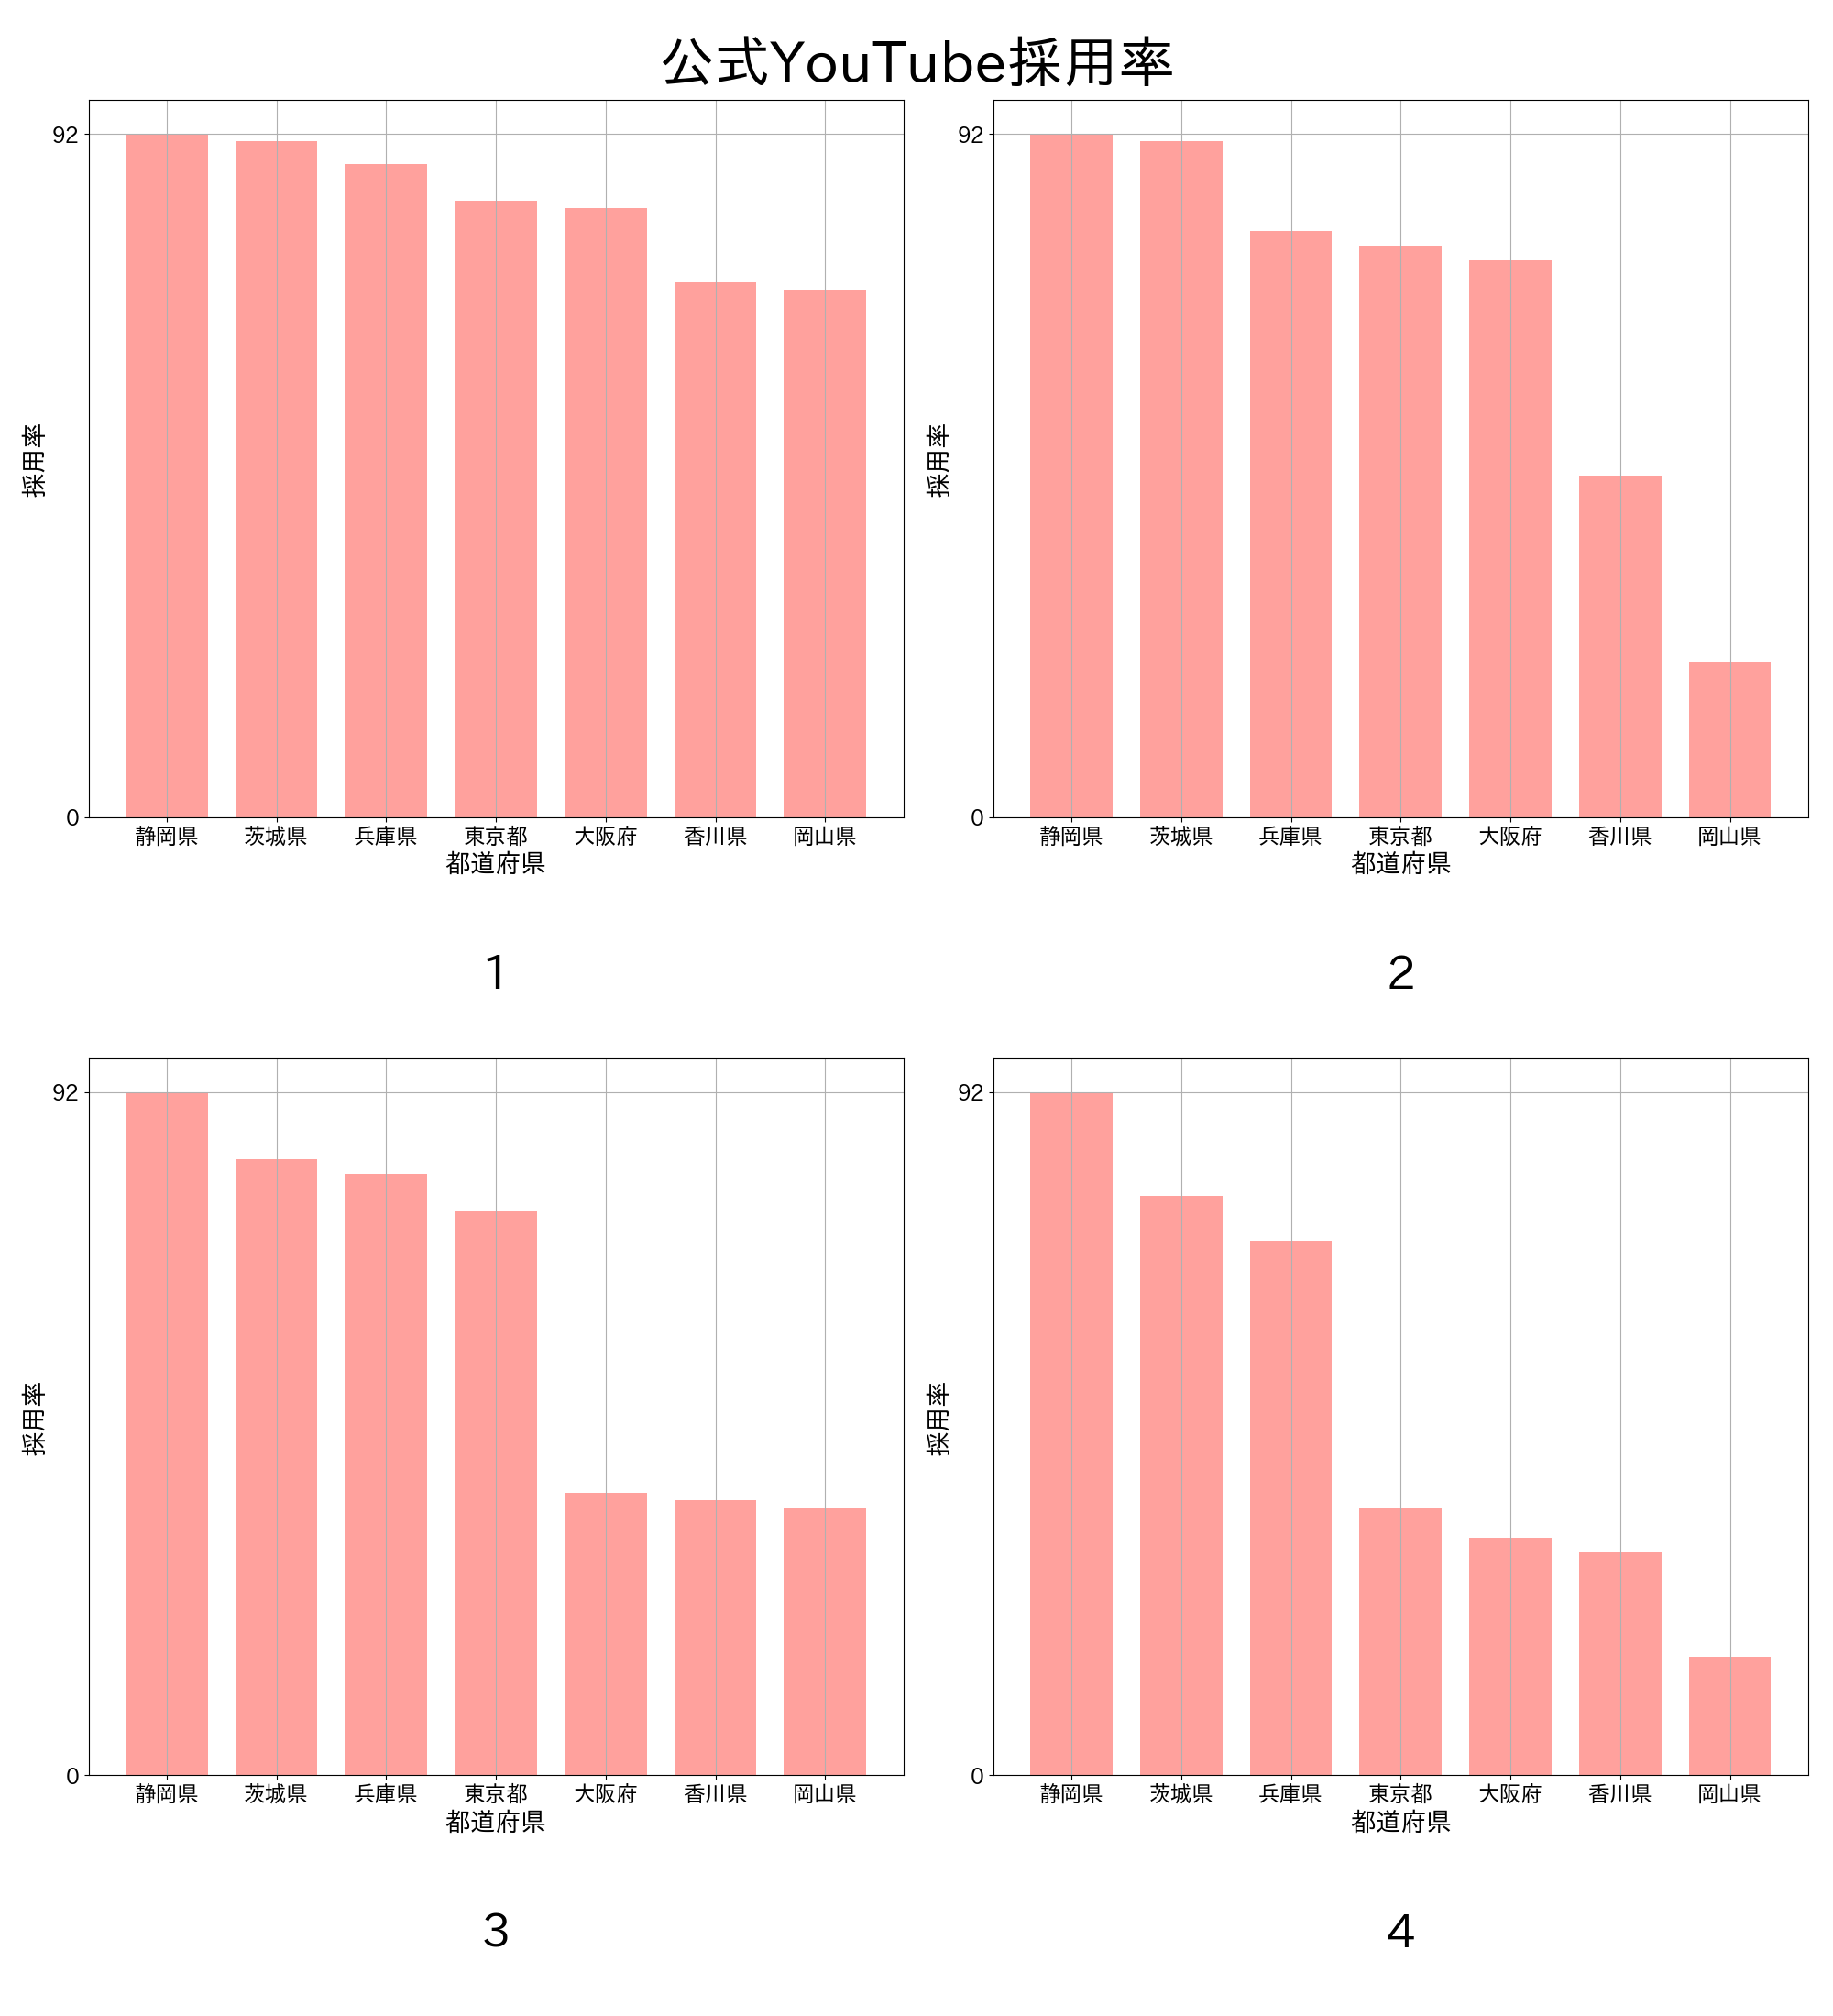 公式YouTube採用率
92
0
採用率
静岡県 茨城県 兵庫県 東京都 大阪府 香川県 岡山県
都道府県
1
92
0
採用率
静岡県 茨城県 兵庫県 東京都 大阪府 香川県 岡山県
都道府県
2
92
0
採用率
静岡県 茨城県 兵庫県 東京都 大阪府 香川県 岡山県
都道府県
3
92
0
採用率
静岡県 茨城県 兵庫県 東京都 大阪府 香川県 岡山県
都道府県
4